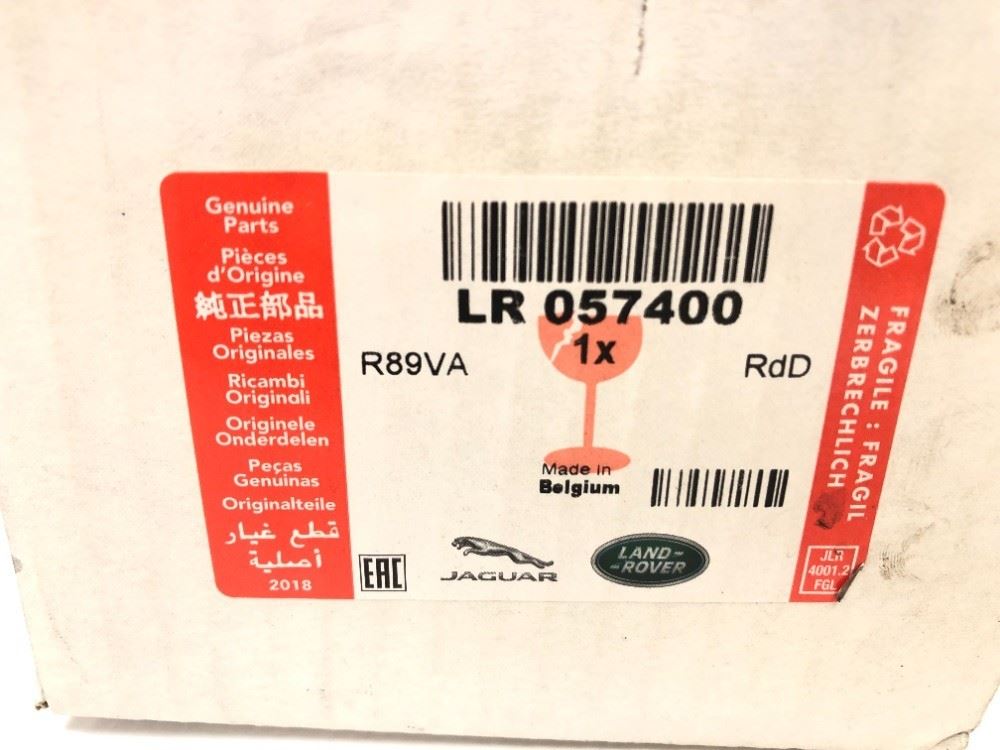 Genuine
Parts
Pièces
d'Origine
純正部品
Piezas
Originales
Ricambi
Originali
Originele
Onderdelen
Peças
Genuinas
Originalteile
قطع غيار
أصلية
2018
LR 057400
1x
R89VA
RdD
Made in
Belgium
EAC
JAGUAR
LAND-
-ROVER
FRAGILE : FRAGIL
ZERBRECHLICH
JLR
4001.2
FGL